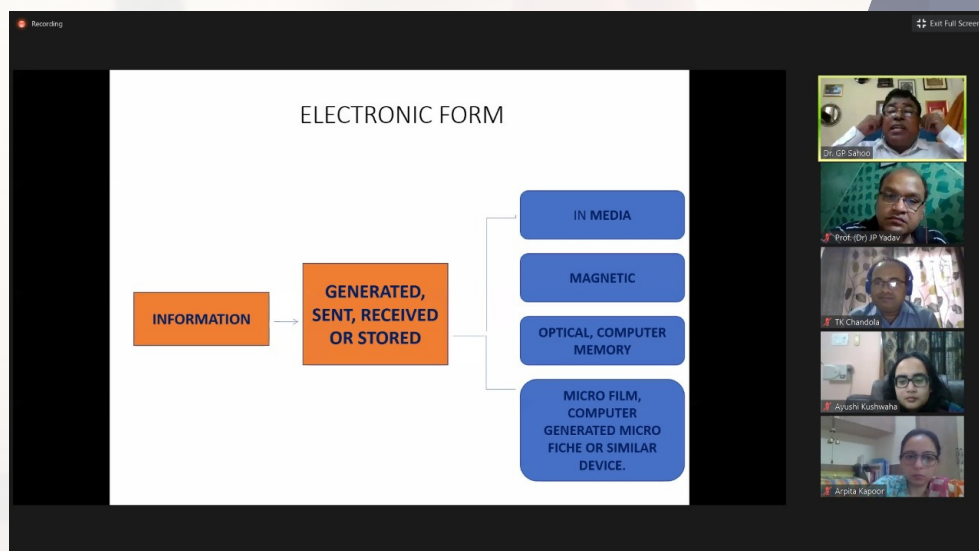 Recording
Exit Full Screen
ELECTRONIC FORM
INFORMATION
GENERATED,
SENT, RECEIVED
OR STORED
IN MEDIA
MAGNETIC
OPTICAL, COMPUTER
MEMORY
MICRO FILM,
COMPUTER
GENERATED MICRO
FICHE OR SIMILAR
DEVICE.
Dr. GP Sahoo
Prof. (Dr) JP Yadav
TK Chandola
Ayushi Kushwaha
Arpita Kapoor